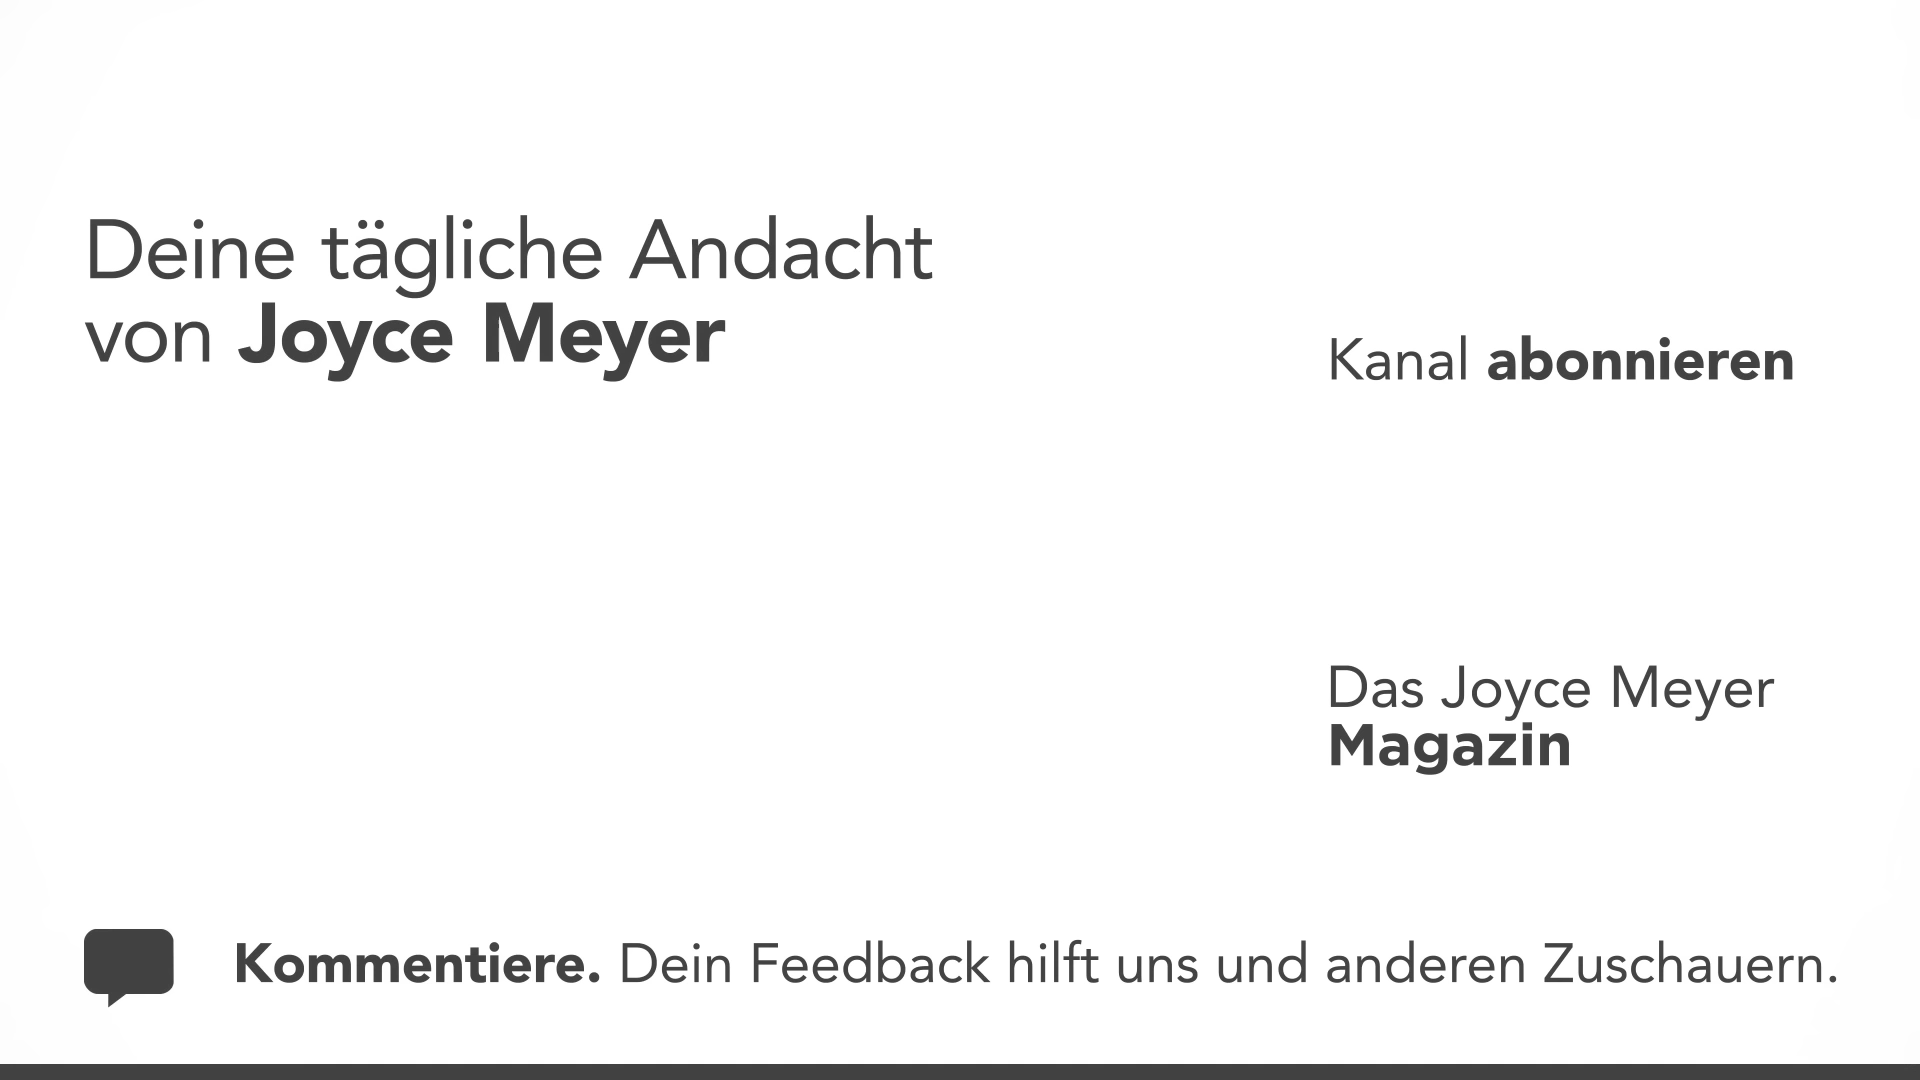 Deine tägliche Andacht
von Joyce Meyer
Kanal abonnieren
Das Joyce Meyer
Magazin
Kommentiere. Dein Feedback hilft uns und anderen Zuschauern.